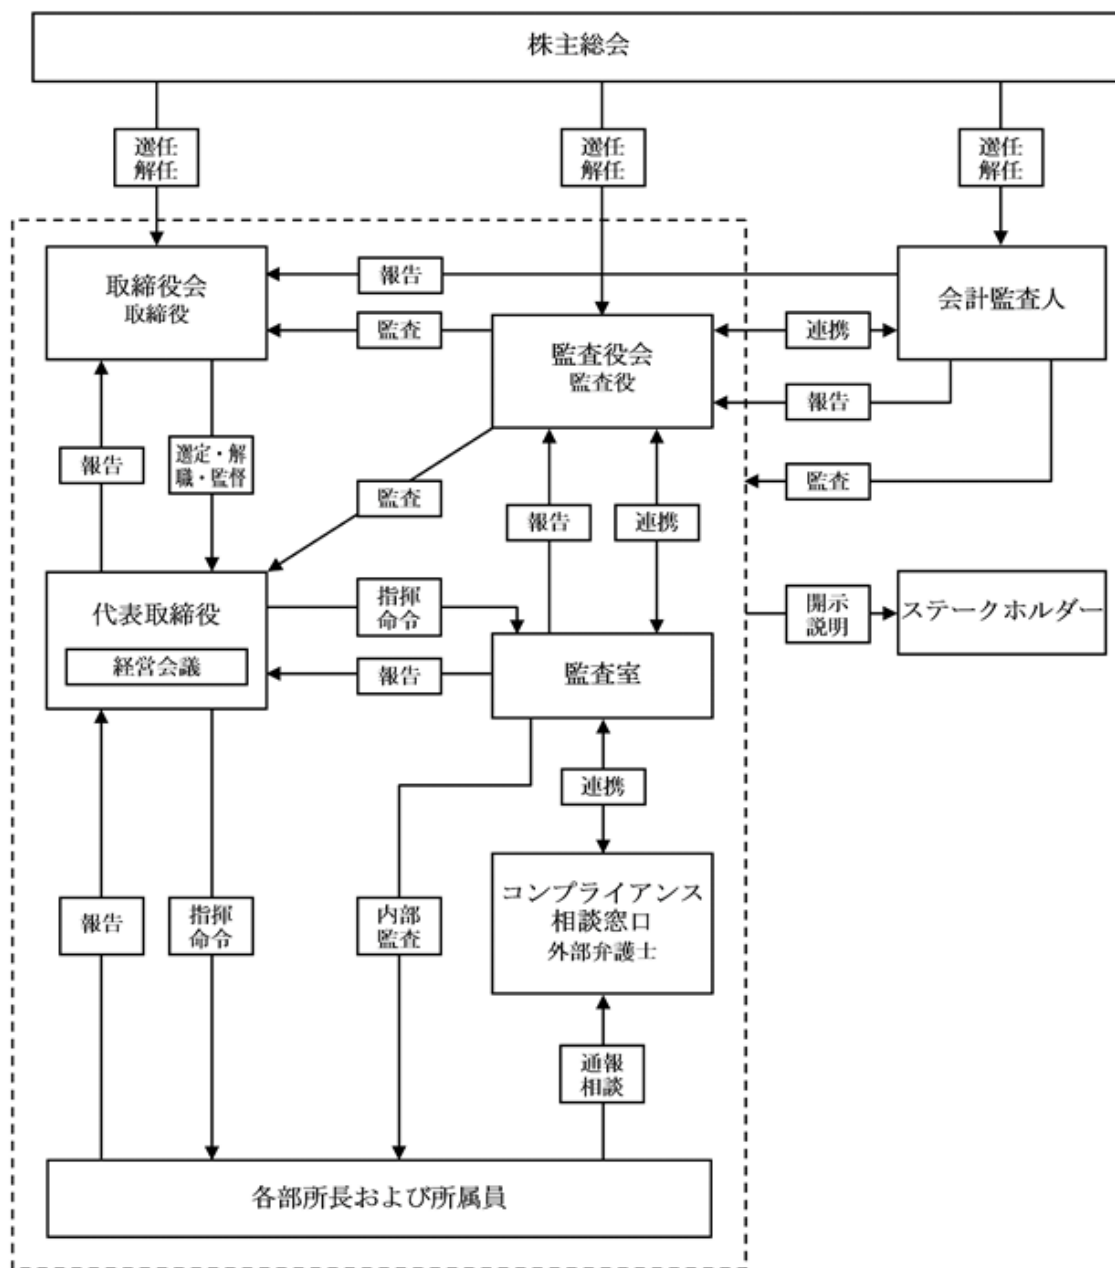 株主総会
選任
解任
選任
解任
選任
解任
取締役会
取締役
報告
会計監査人
監査
監査役会
監査役
連携
報告
報告
選定・解
職・監督
監査
監査
報告
連携
代表取締役
経営会議
指揮
命令
報告
監査室
開示
説明
ステークホルダー
連携
コンプライアンス
相談窓口
外部弁護士
報告
指揮
命令
内部
監査
通報
相談
各部所長および所属員